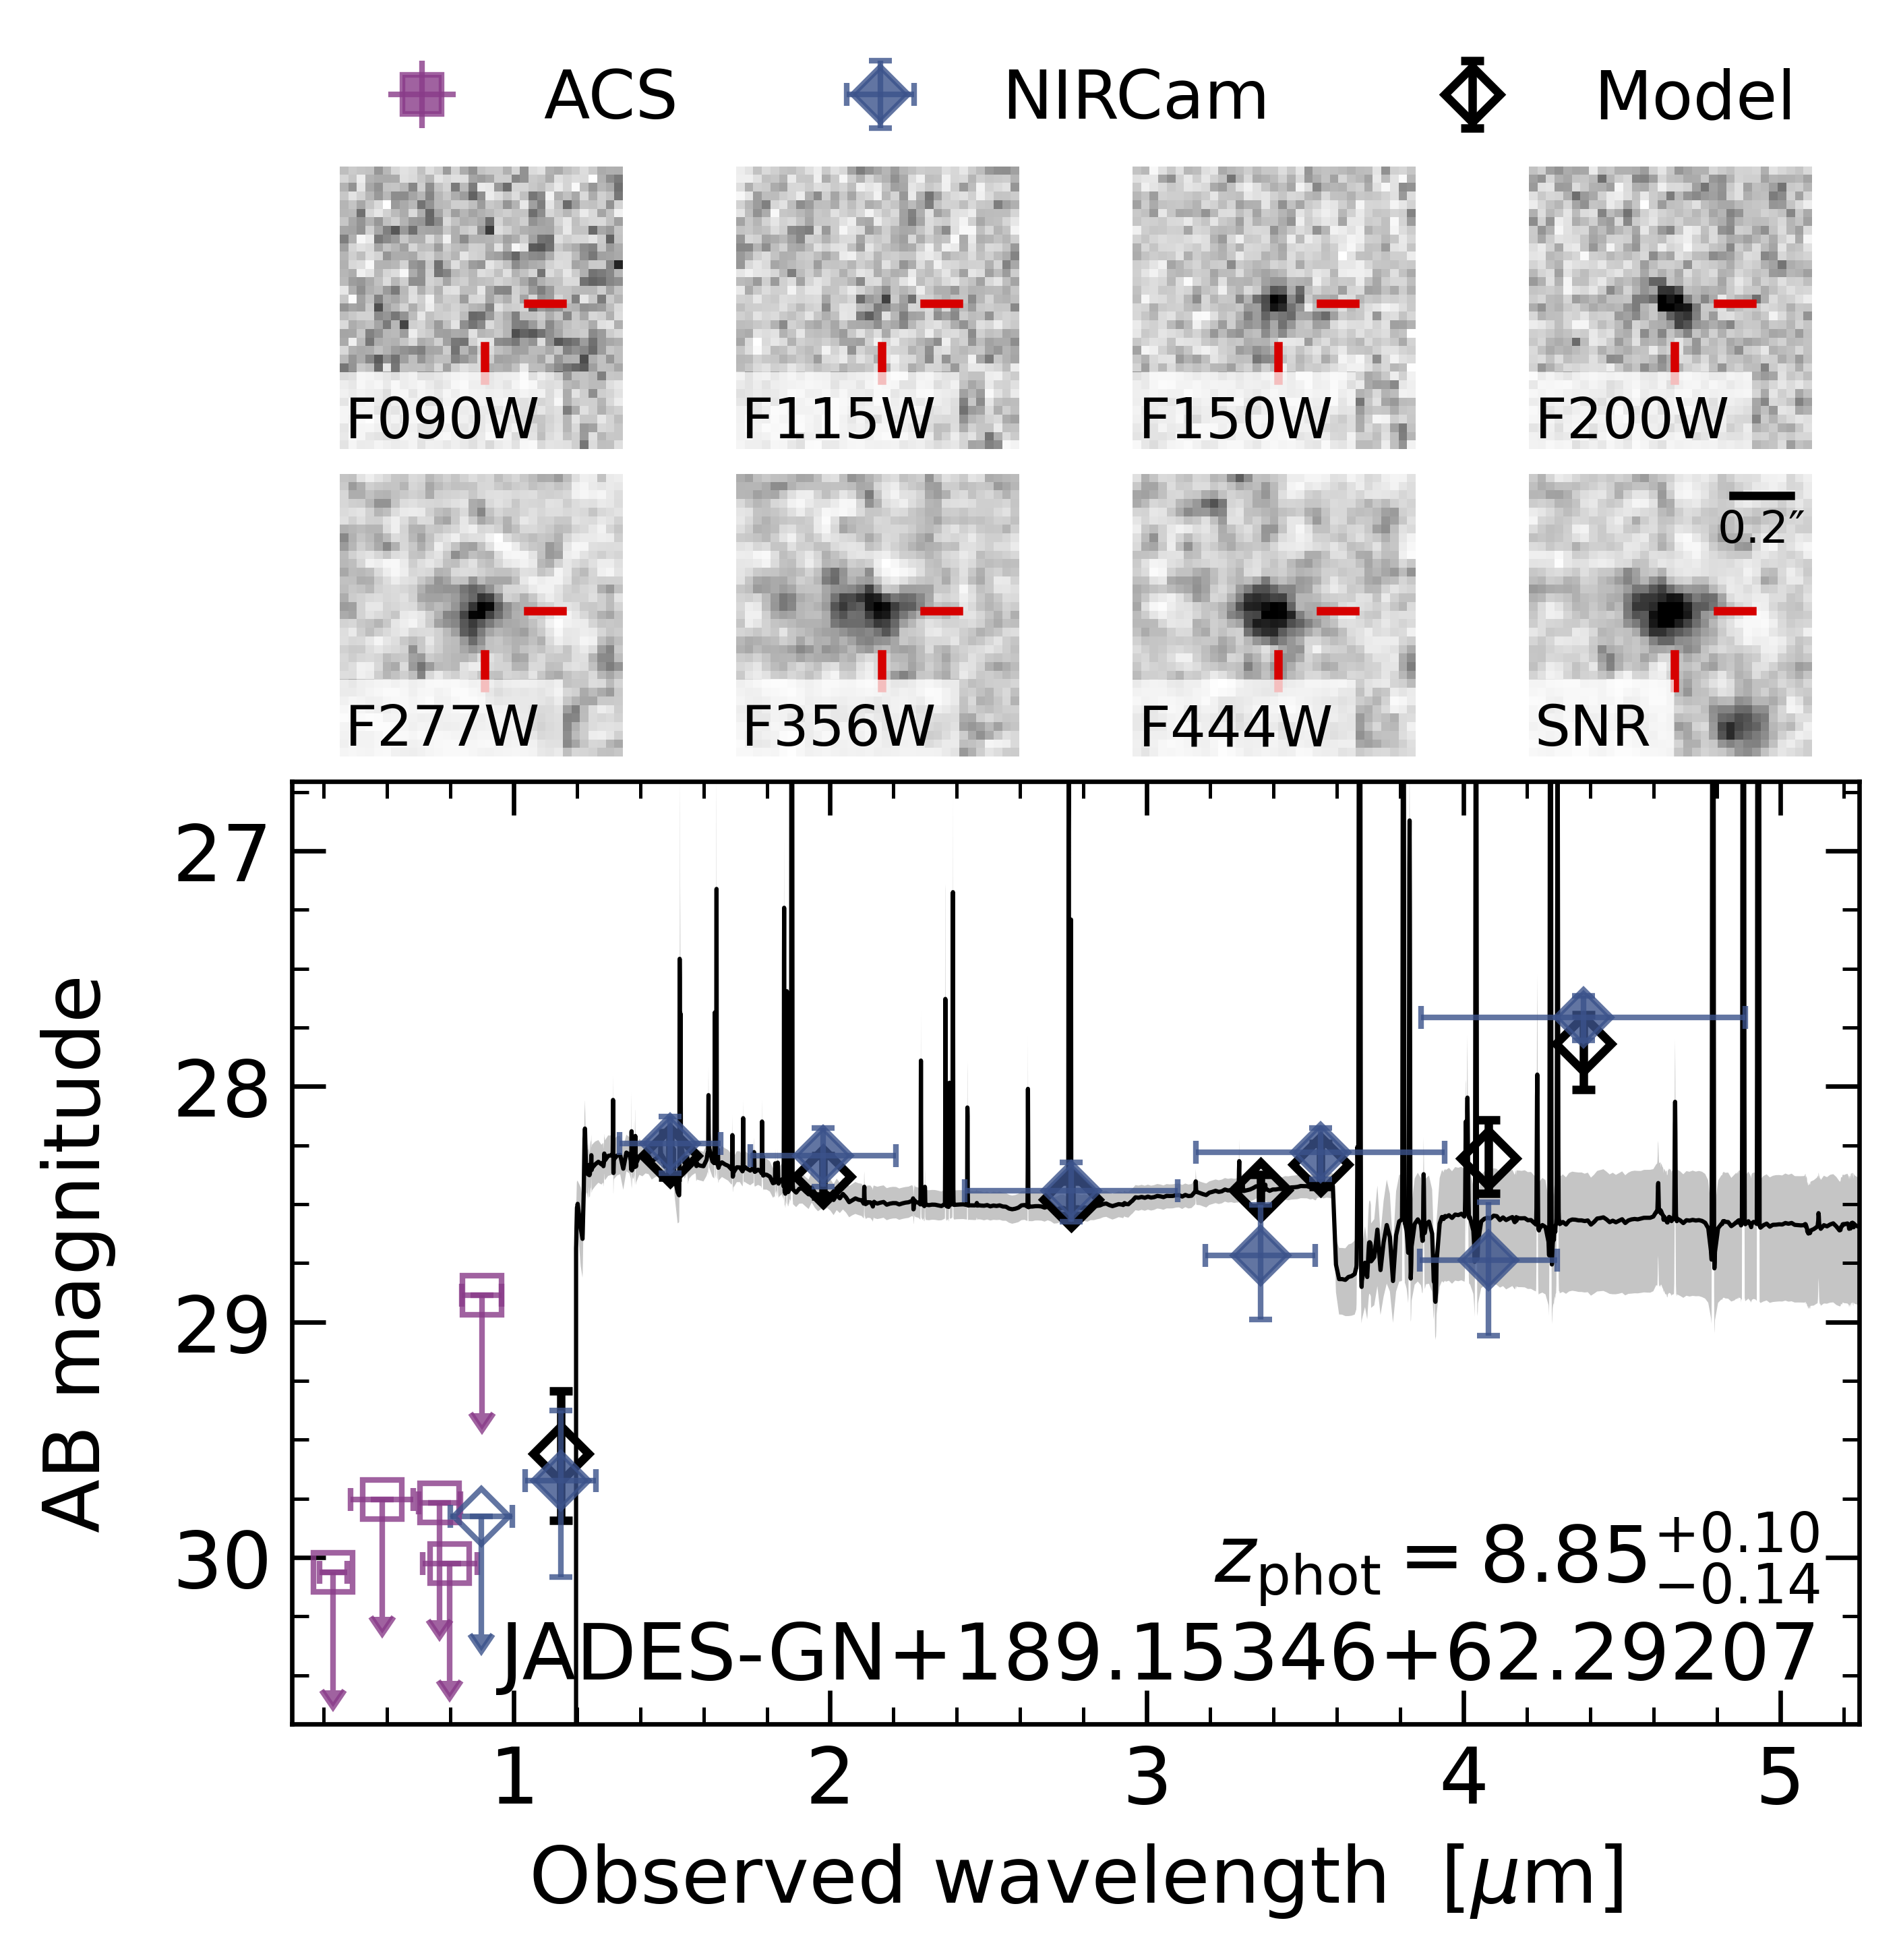 ACS NIRCam Model
F090W F115W F150W F200W
0.2″
F277W F356W F444W SNR
27
28
29
30
AB magnitude
z_phot = 8.85 +0.10 −0.14
JADES-GN+189.15346+62.29207
1 2 3 4 5
Observed wavelength [μm]